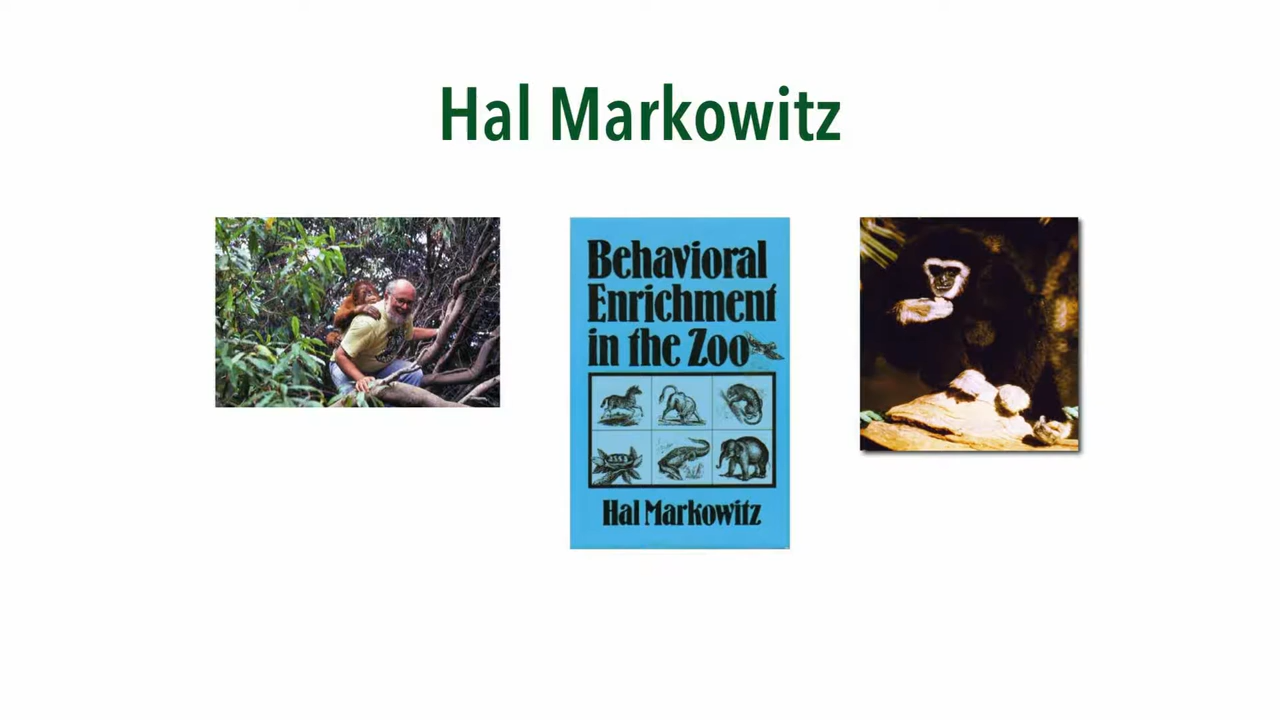 Hal Markowitz
Behavioral
Enrichment
in the Zoo
Hal Markowitz